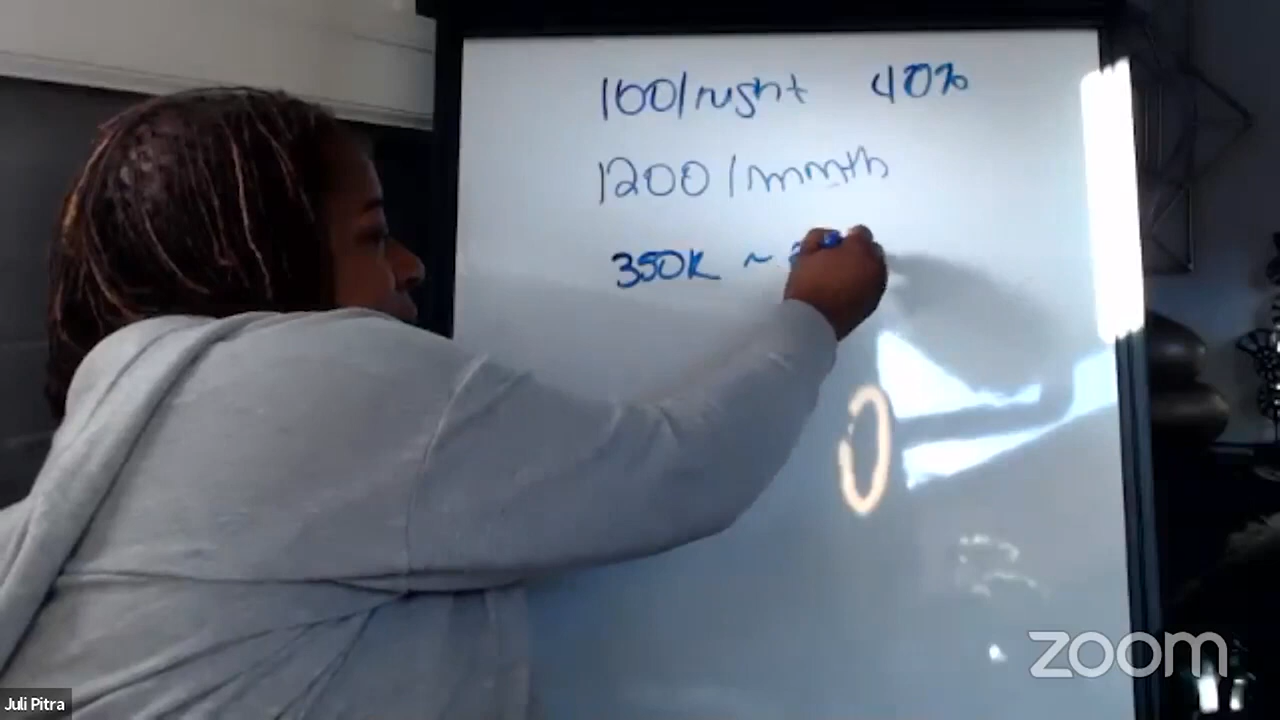 100/night 40%
1200/month
350K ~
zoom
Juli Pitra